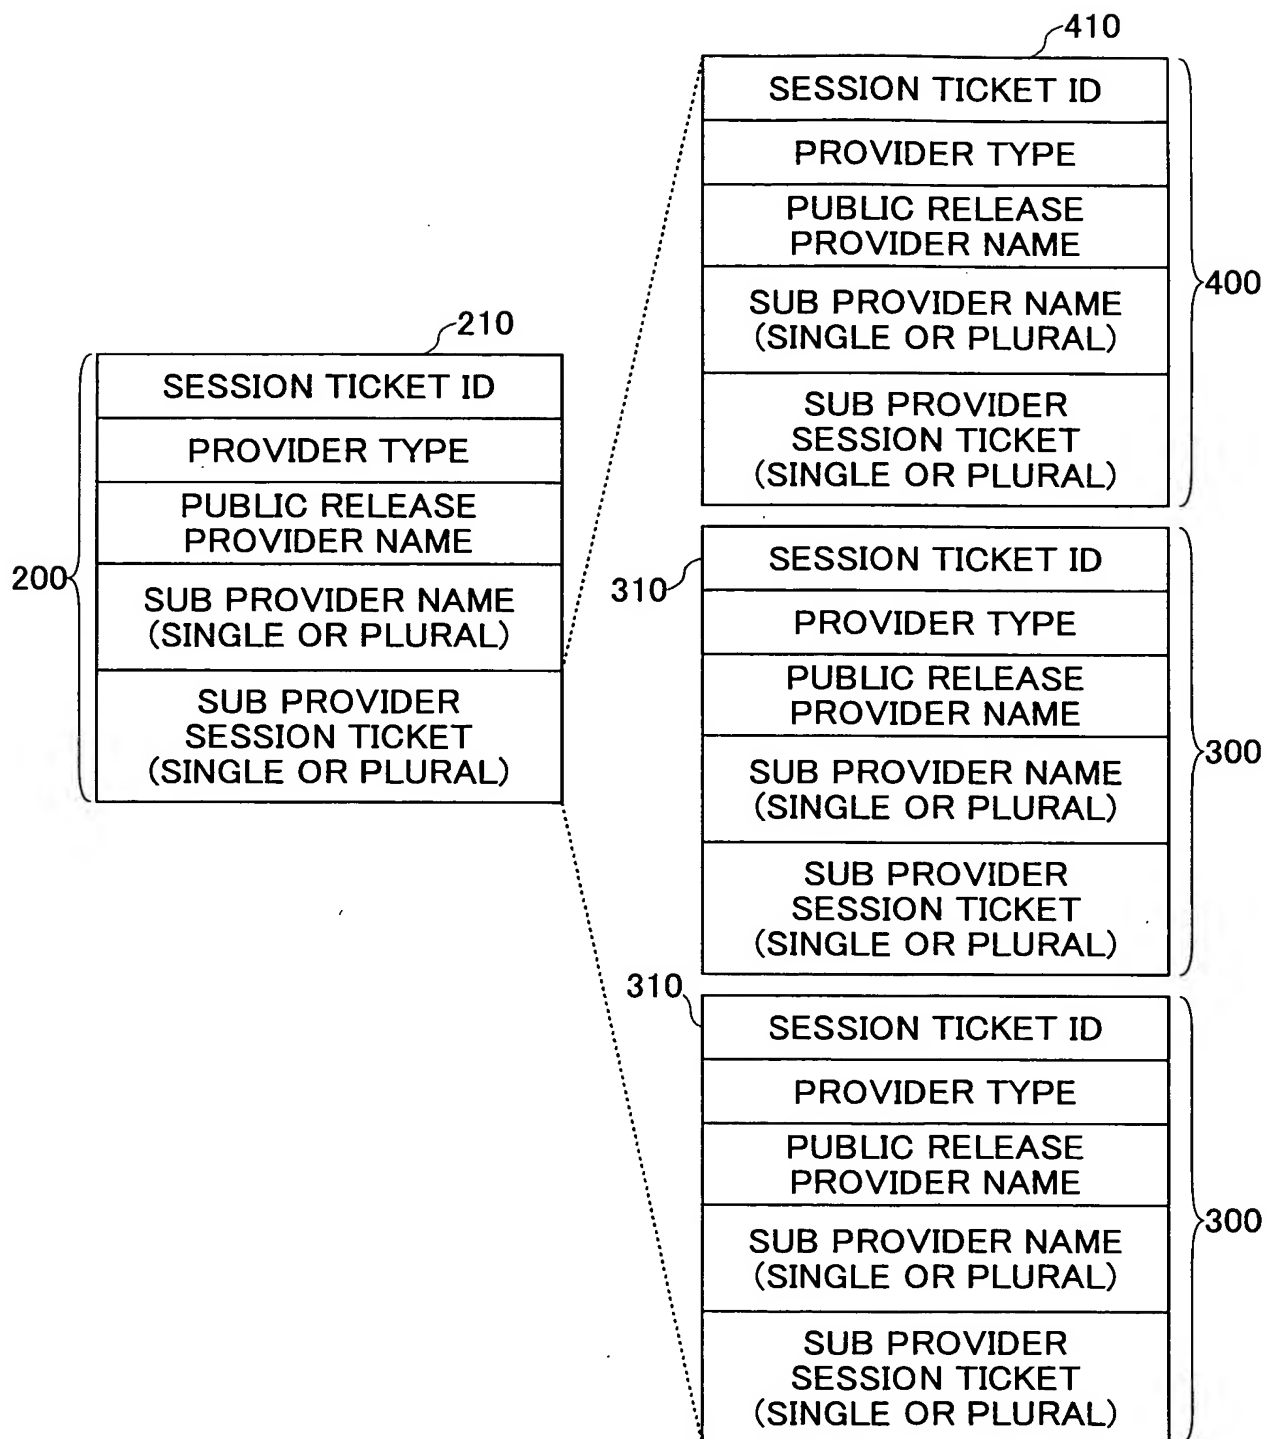 210
200
SESSION TICKET ID
PROVIDER TYPE
PUBLIC RELEASE
PROVIDER NAME
SUB PROVIDER NAME
(SINGLE OR PLURAL)
SUB PROVIDER
SESSION TICKET
(SINGLE OR PLURAL)
410
400
SESSION TICKET ID
PROVIDER TYPE
PUBLIC RELEASE
PROVIDER NAME
SUB PROVIDER NAME
(SINGLE OR PLURAL)
SUB PROVIDER
SESSION TICKET
(SINGLE OR PLURAL)
310
300
SESSION TICKET ID
PROVIDER TYPE
PUBLIC RELEASE
PROVIDER NAME
SUB PROVIDER NAME
(SINGLE OR PLURAL)
SUB PROVIDER
SESSION TICKET
(SINGLE OR PLURAL)
310
300
SESSION TICKET ID
PROVIDER TYPE
PUBLIC RELEASE
PROVIDER NAME
SUB PROVIDER NAME
(SINGLE OR PLURAL)
SUB PROVIDER
SESSION TICKET
(SINGLE OR PLURAL)